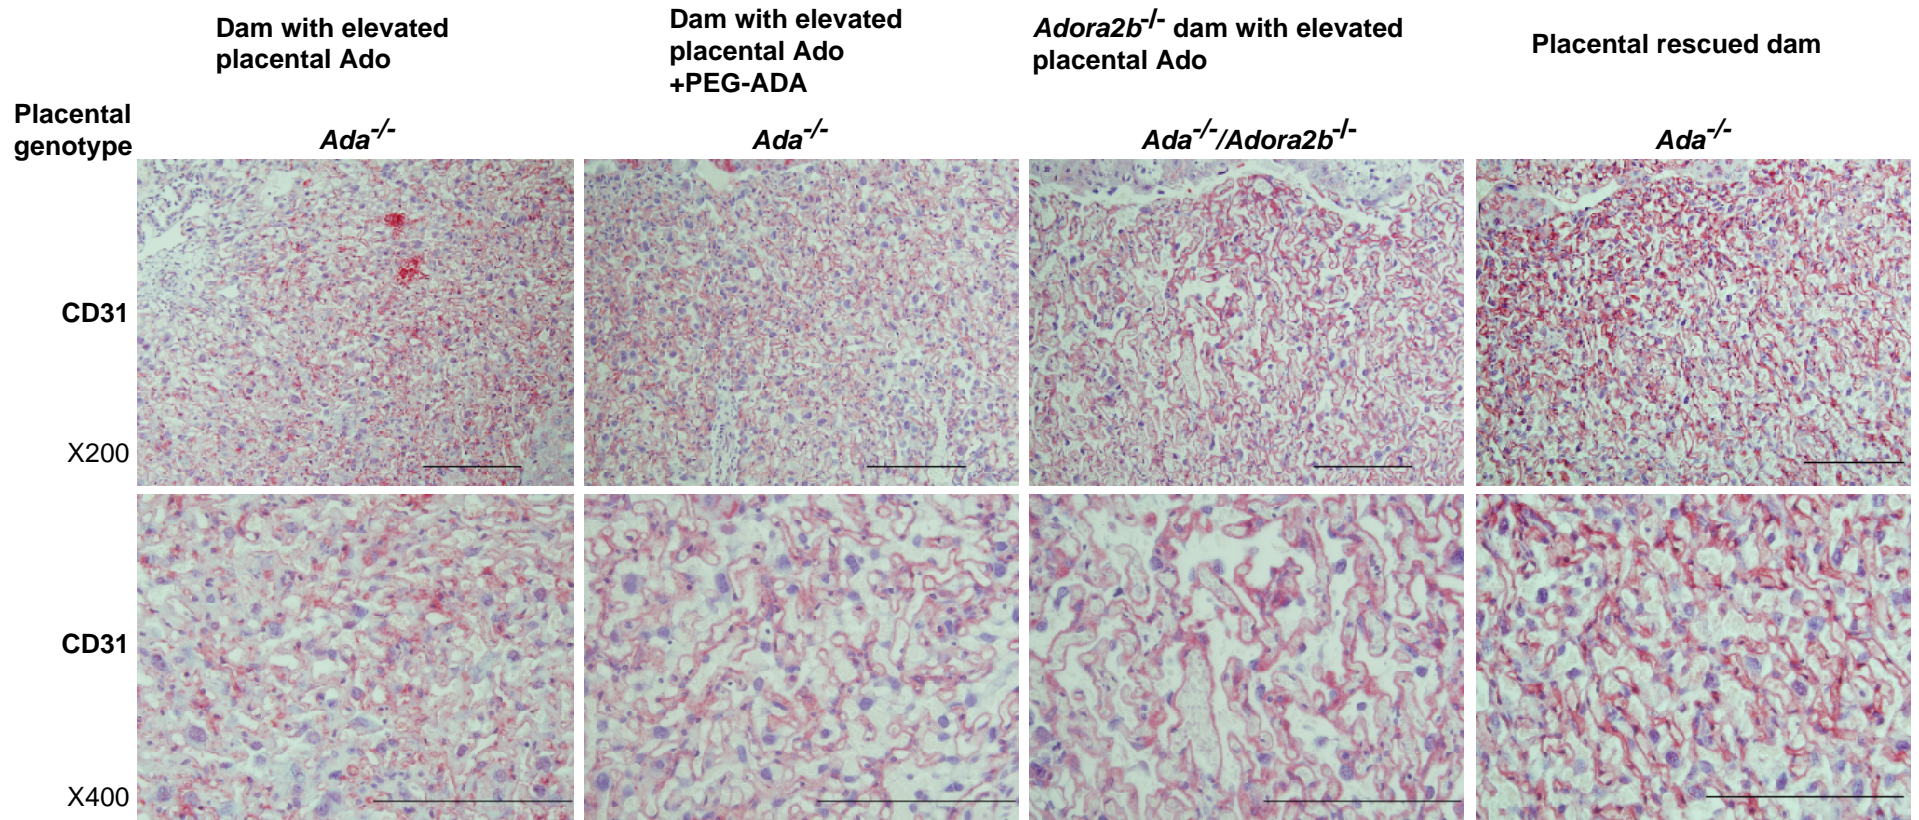 Dam with elevated
placental Ado
Dam with elevated
placental Ado
+PEG-ADA
Adora2b-/- dam with elevated
placental Ado
Placental rescued dam
Placental
genotype
Ada-/-
Ada-/-
Ada-/-/Adora2b-/-
Ada-/-
CD31
X200
CD31
X400